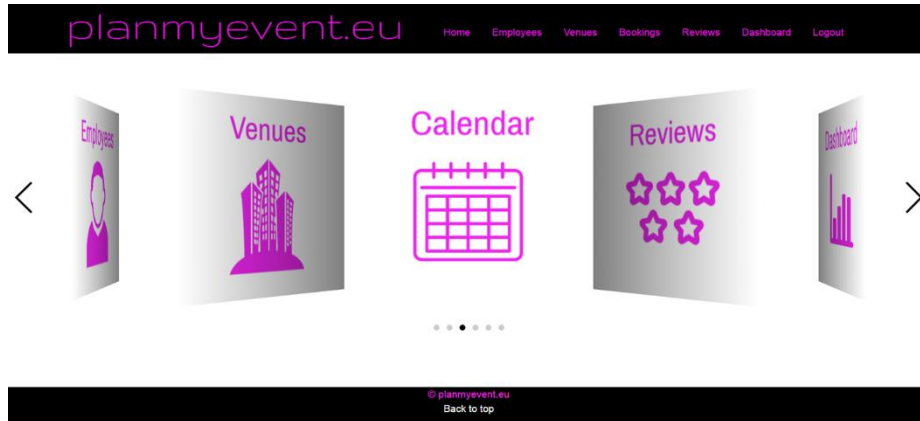 planmyevent.eu
Home Employees Venues Bookings Reviews Dashboard Logout
Employees
Venues
Calendar
Reviews
Dashboard
© planmyevent.eu
Back to top